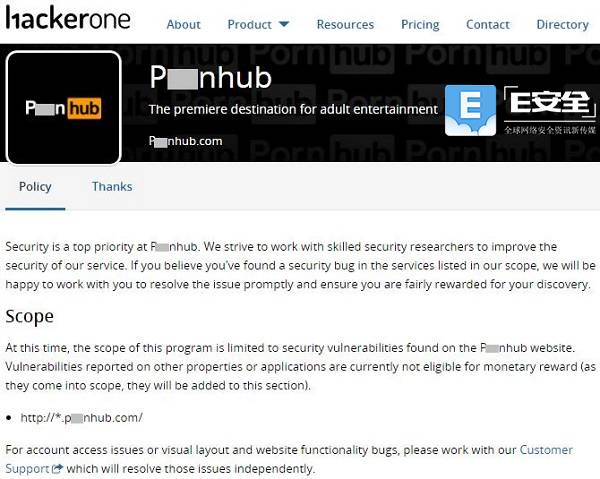 hackerone
About Product Resources Pricing Contact Directory
P nhub
P nhub
The premiere destination for adult entertainment
P nhub.com
E
E安全
全球网络安全资讯新传媒
Policy Thanks
Security is a top priority at P nhub. We strive to work with skilled security researchers to improve the
security of our service. If you believe you've found a security bug in the services listed in our scope, we will be
happy to work with you to resolve the issue promptly and ensure you are fairly rewarded for your discovery.
Scope
At this time, the scope of this program is limited to security vulnerabilities found on the P nhub website.
Vulnerabilities reported on other properties or applications are currently not eligible for monetary reward (as
they come into scope, they will be added to this section).
• http://*.p nhub.com/
For account access issues or visual layout and website functionality bugs, please work with our Customer
Support which will resolve those issues independently.